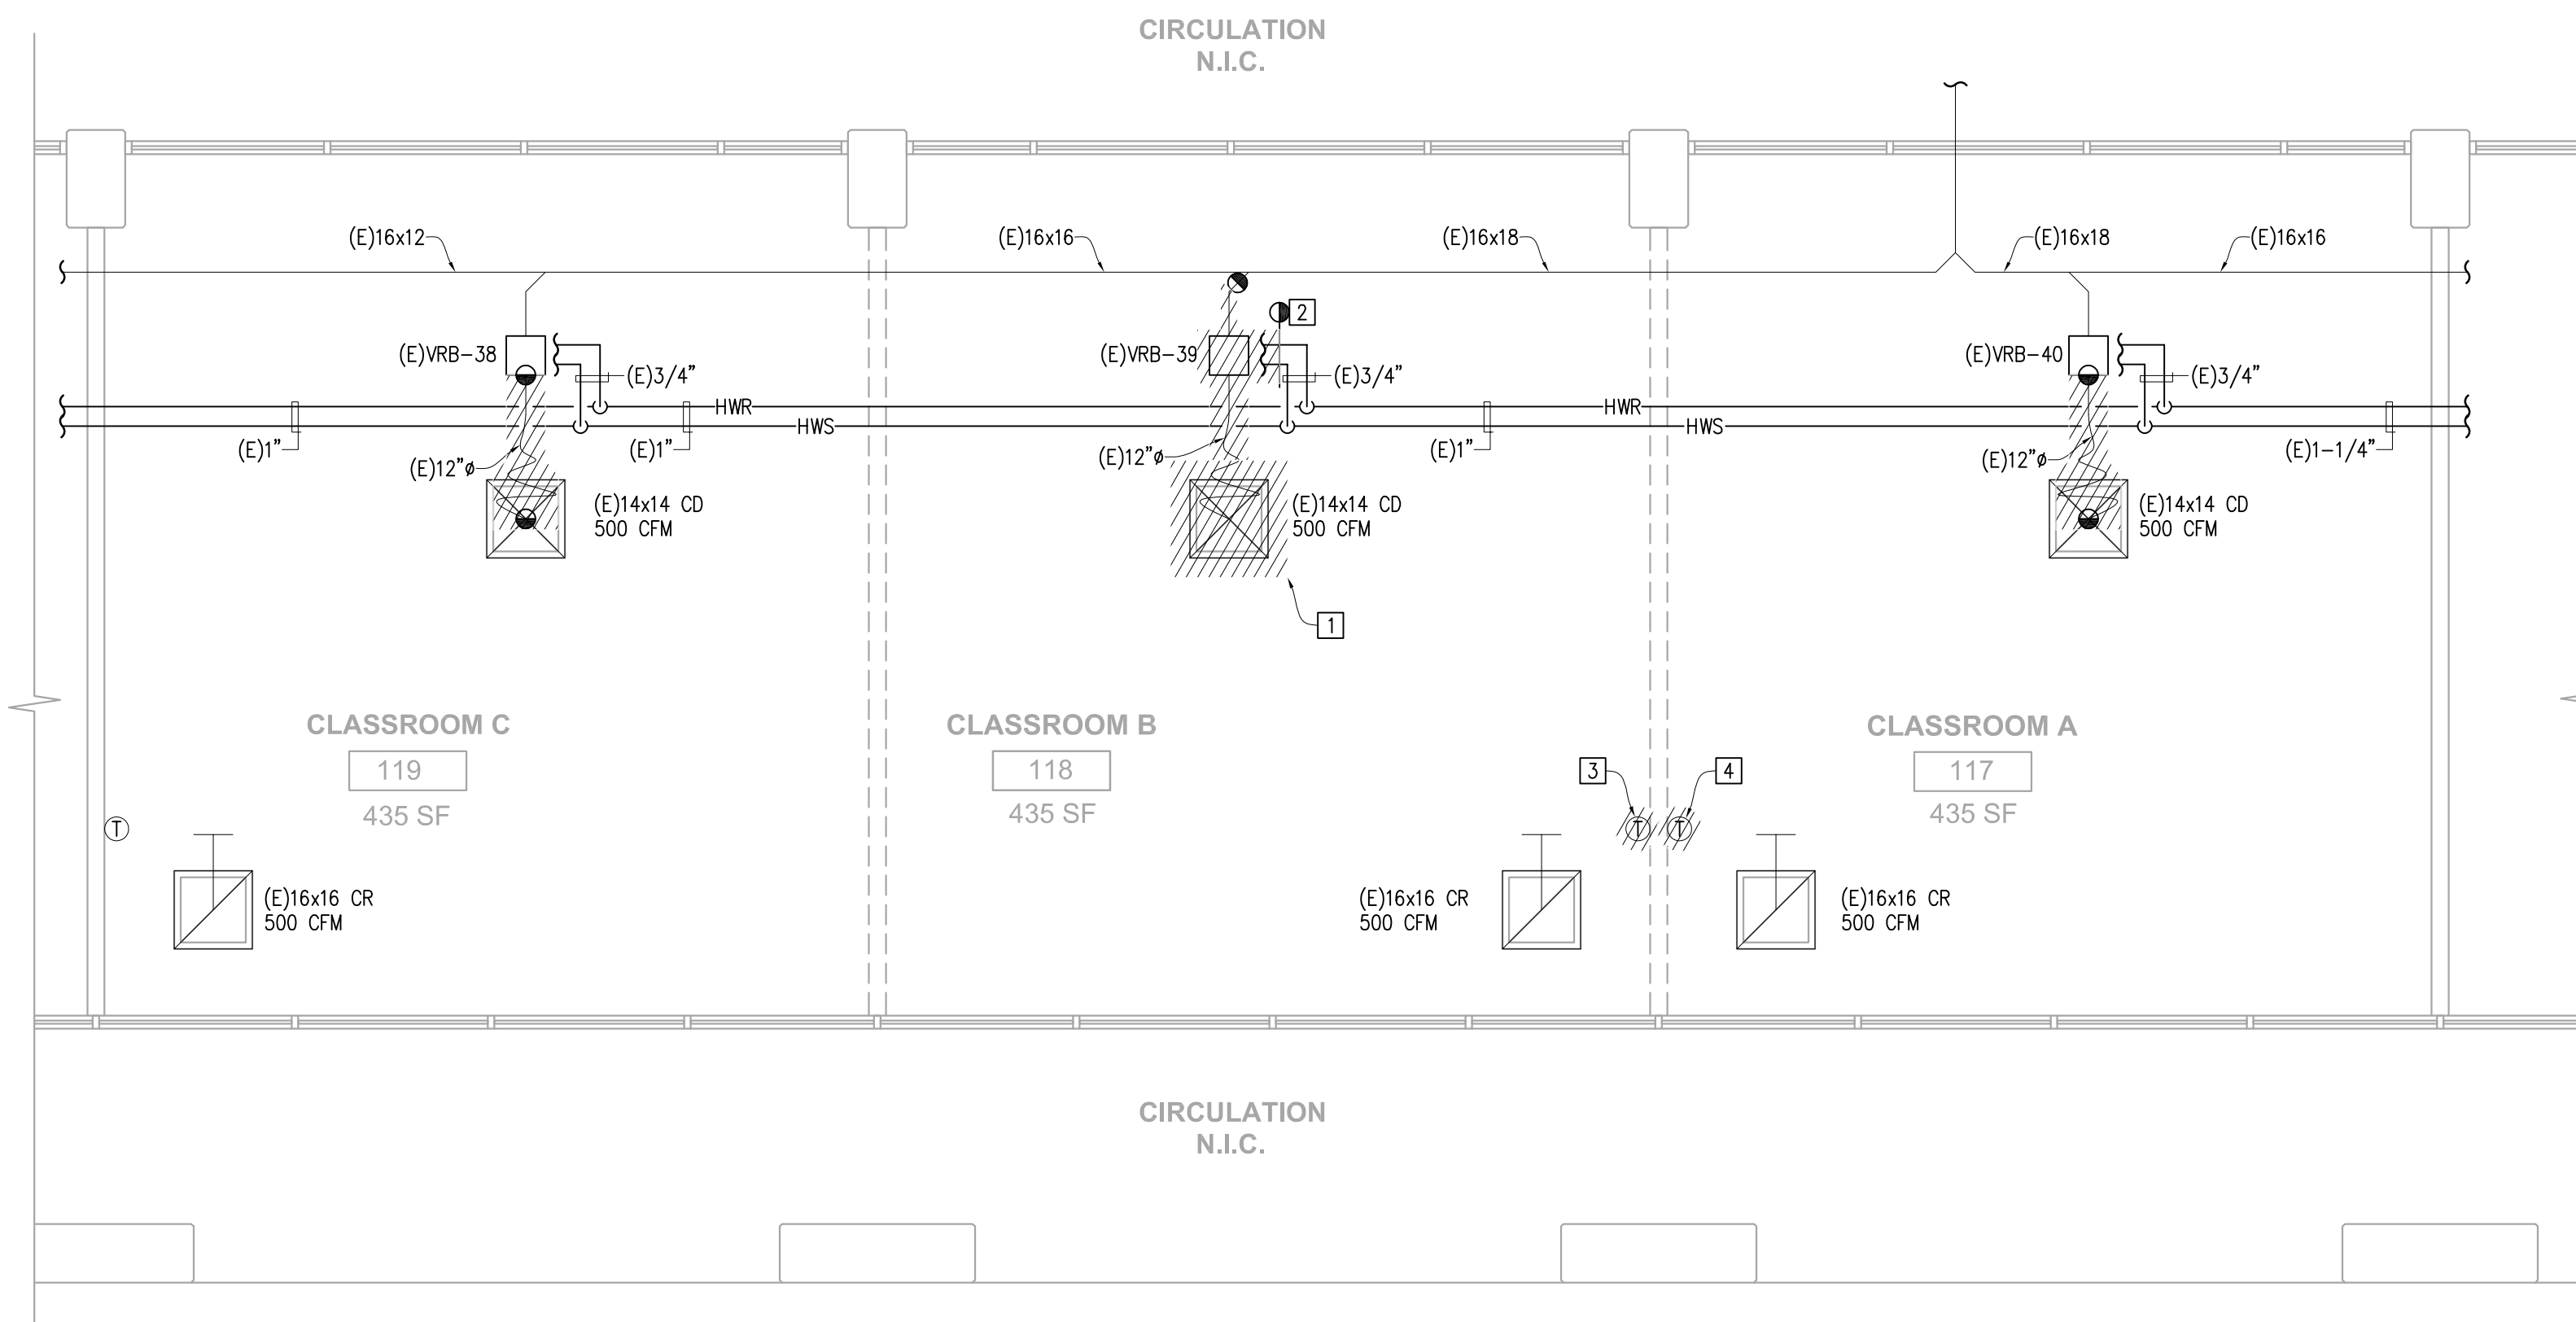 CIRCULATION
N.I.C.
(E)16x12
(E)16x16
(E)16x18
(E)16x18
(E)16x16
2
(E)VRB-38
(E)3/4"
(E)VRB-39
(E)3/4"
(E)VRB-40
(E)3/4"
HWR
HWR
HWS
HWS
(E)1"
(E)12"ø
(E)1"
(E)12"ø
(E)1"
(E)12"ø
(E)1-1/4"
(E)14x14 CD
500 CFM
(E)14x14 CD
500 CFM
(E)14x14 CD
500 CFM
1
CLASSROOM C
119
435 SF
CLASSROOM B
118
435 SF
CLASSROOM A
117
435 SF
3
4
T
T
T
(E)16x16 CR
500 CFM
(E)16x16 CR
500 CFM
(E)16x16 CR
500 CFM
CIRCULATION
N.I.C.